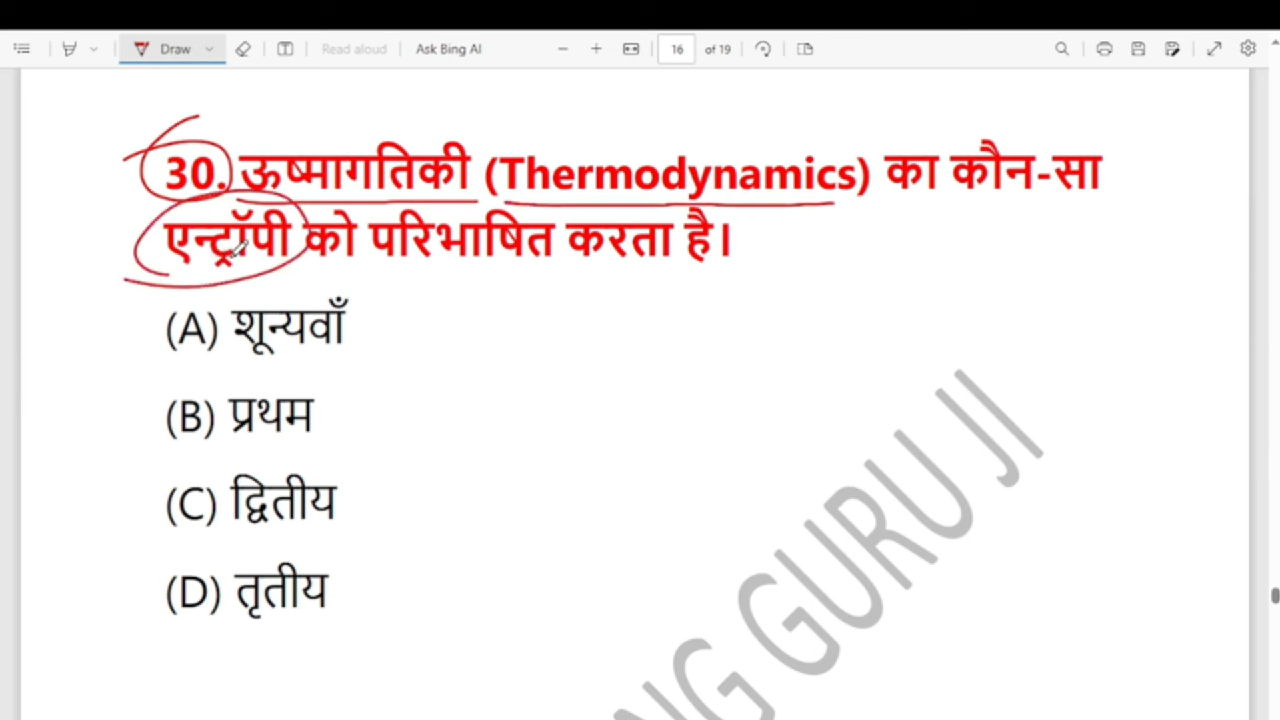 Draw
Read aloud
Ask Bing AI
16 of 19
30. ऊष्मागतिकी (Thermodynamics) का कौन-सा
एन्ट्रॉपी को परिभाषित करता है।
(A) शून्यवाँ
(B) प्रथम
(C) द्वितीय
(D) तृतीय
GURU JI